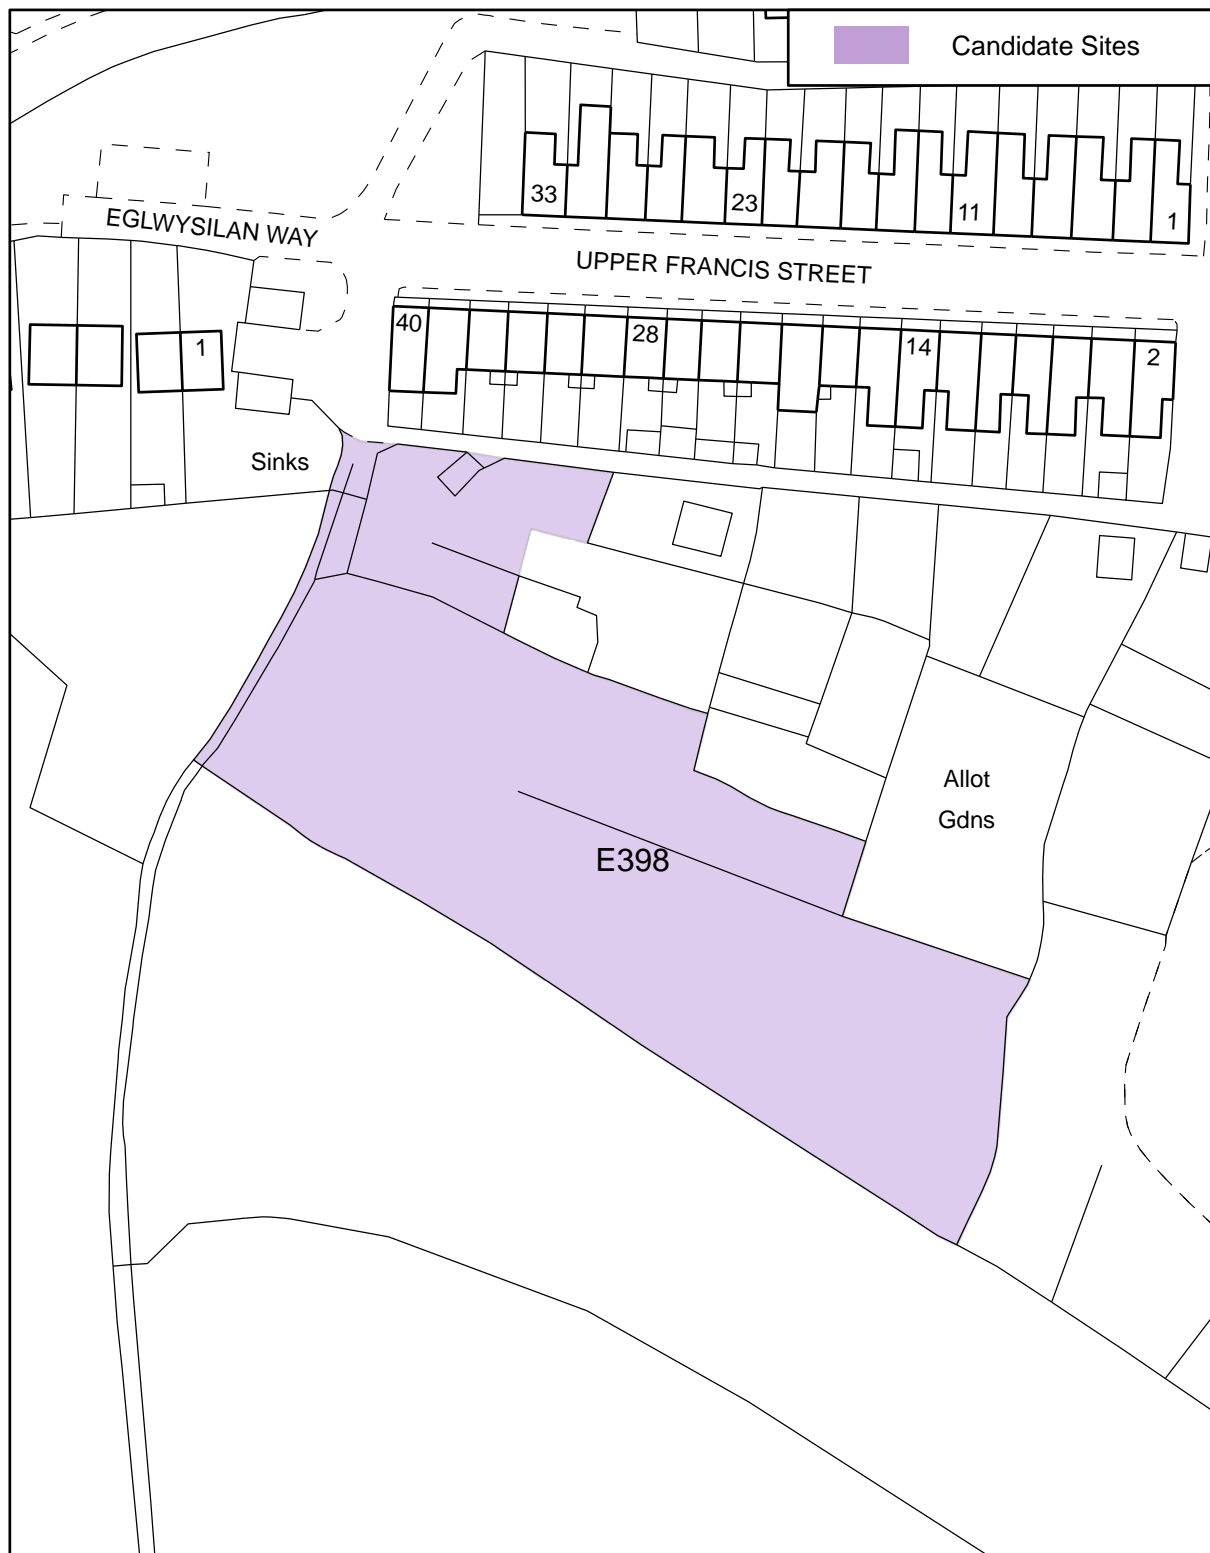 Candidate Sites
33
23
11
1
EGLWYSILAN WAY
UPPER FRANCIS STREET
40
28
14
2
1
Sinks
Allot
Gdns
E398